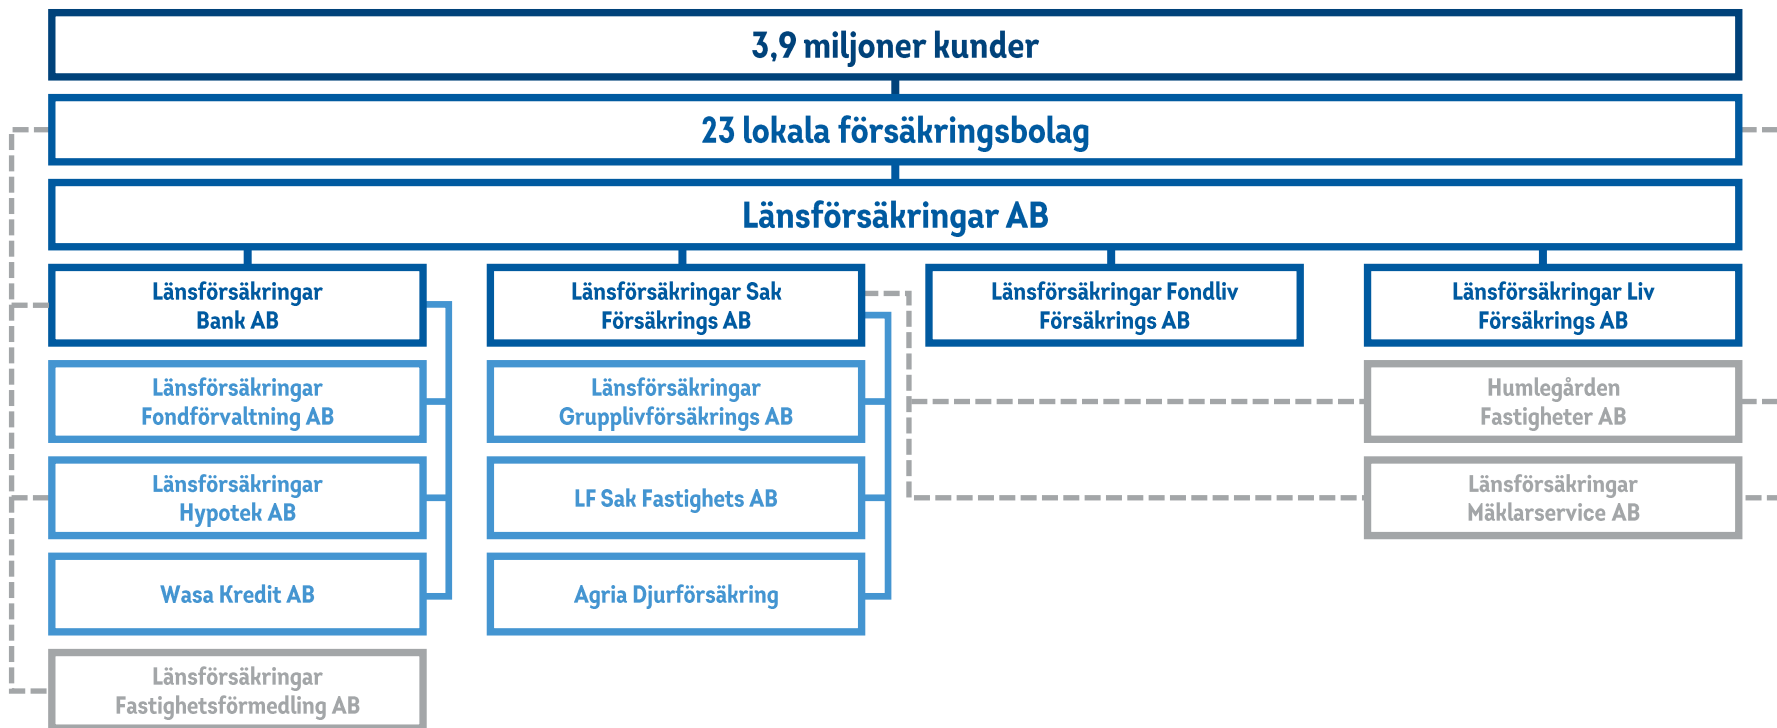 3,9 miljoner kunder
23 lokala försäkringsbolag
Länsförsäkringar AB
Länsförsäkringar
Bank AB
Länsförsäkringar Sak
Försäkrings AB
Länsförsäkringar Fondliv
Försäkrings AB
Länsförsäkringar Liv
Försäkrings AB
Länsförsäkringar
Fondförvaltning AB
Länsförsäkringar
Grupplivförsäkrings AB
Humlegården
Fastigheter AB
Länsförsäkringar
Hypotek AB
LF Sak Fastighets AB
Länsförsäkringar
Mäklarservice AB
Wasa Kredit AB
Agria Djurförsäkring
Länsförsäkringar
Fastighetsförmedling AB